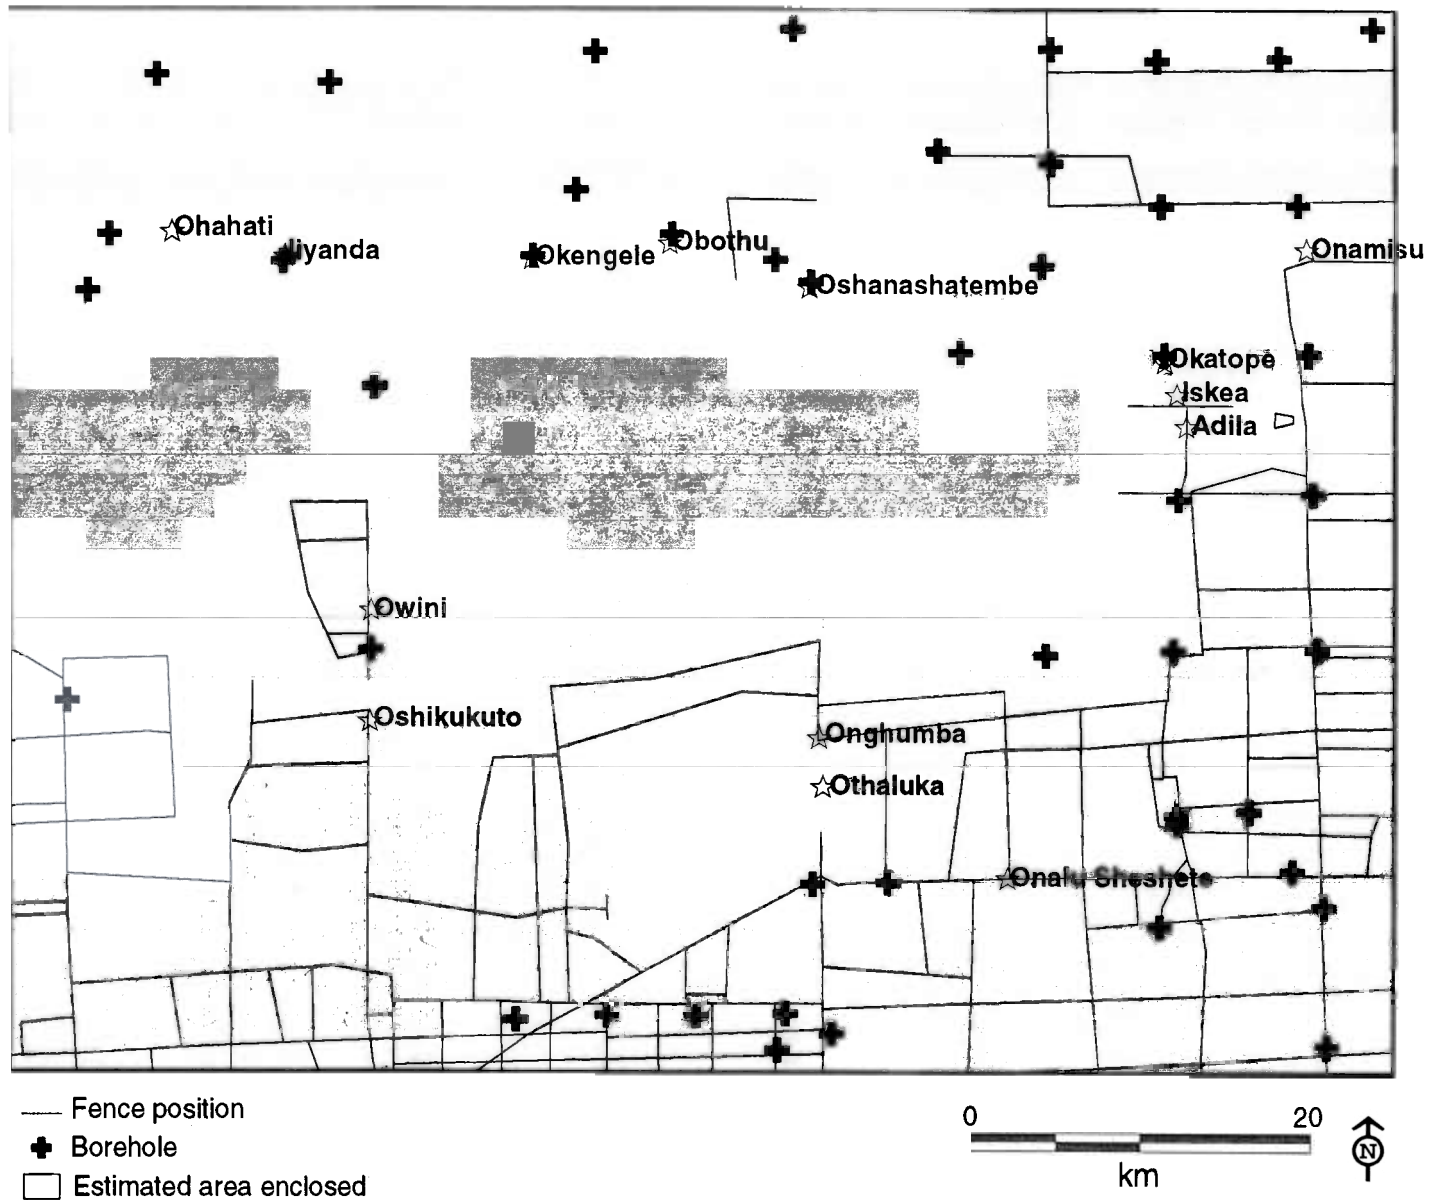 Ohahati
Iiyanda
Okengele
Obothu
Oshanashatembe
Onamisu
Okatope
Iskea
Adila
Owini
Oshikukuto
Onghumba
Othaluka
Onalu Sheshete
Fence position
Borehole
Estimated area enclosed
0 20
km
N